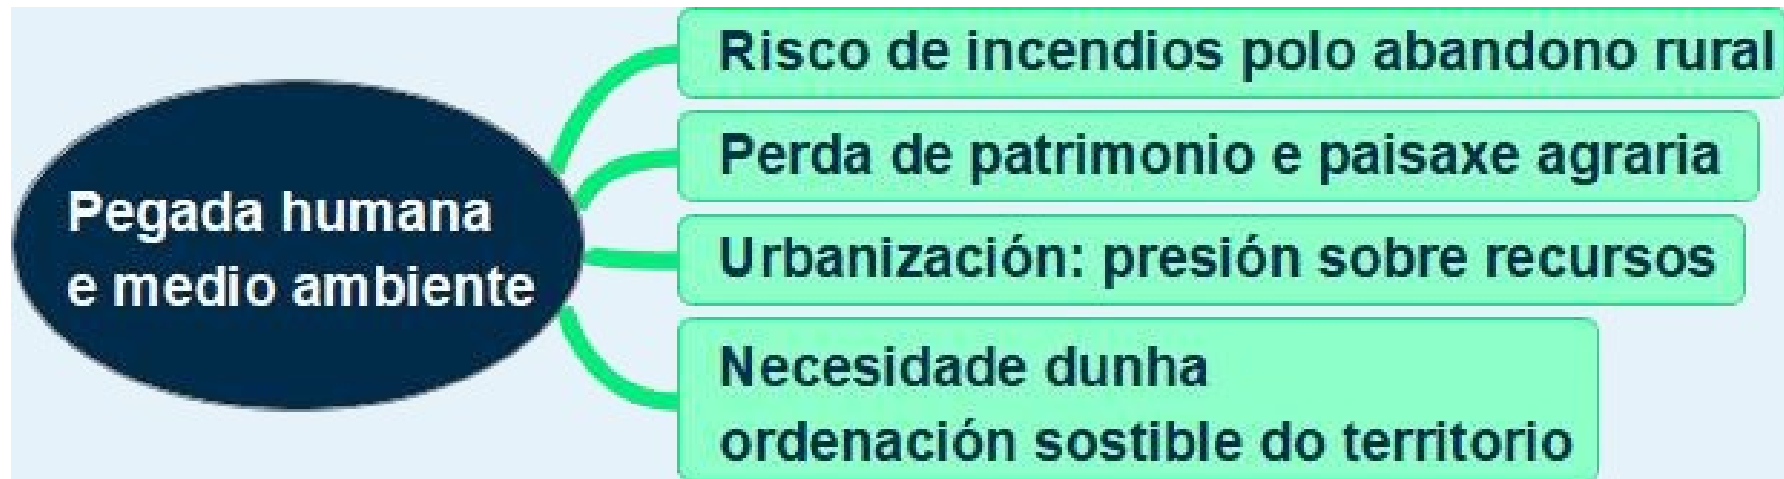 Pegada humana
e medio ambiente
Risco de incendios polo abandono rural
Perda de patrimonio e paisaxe agraria
Urbanización: presión sobre recursos
Necesidade dunha
ordenación sostible do territorio